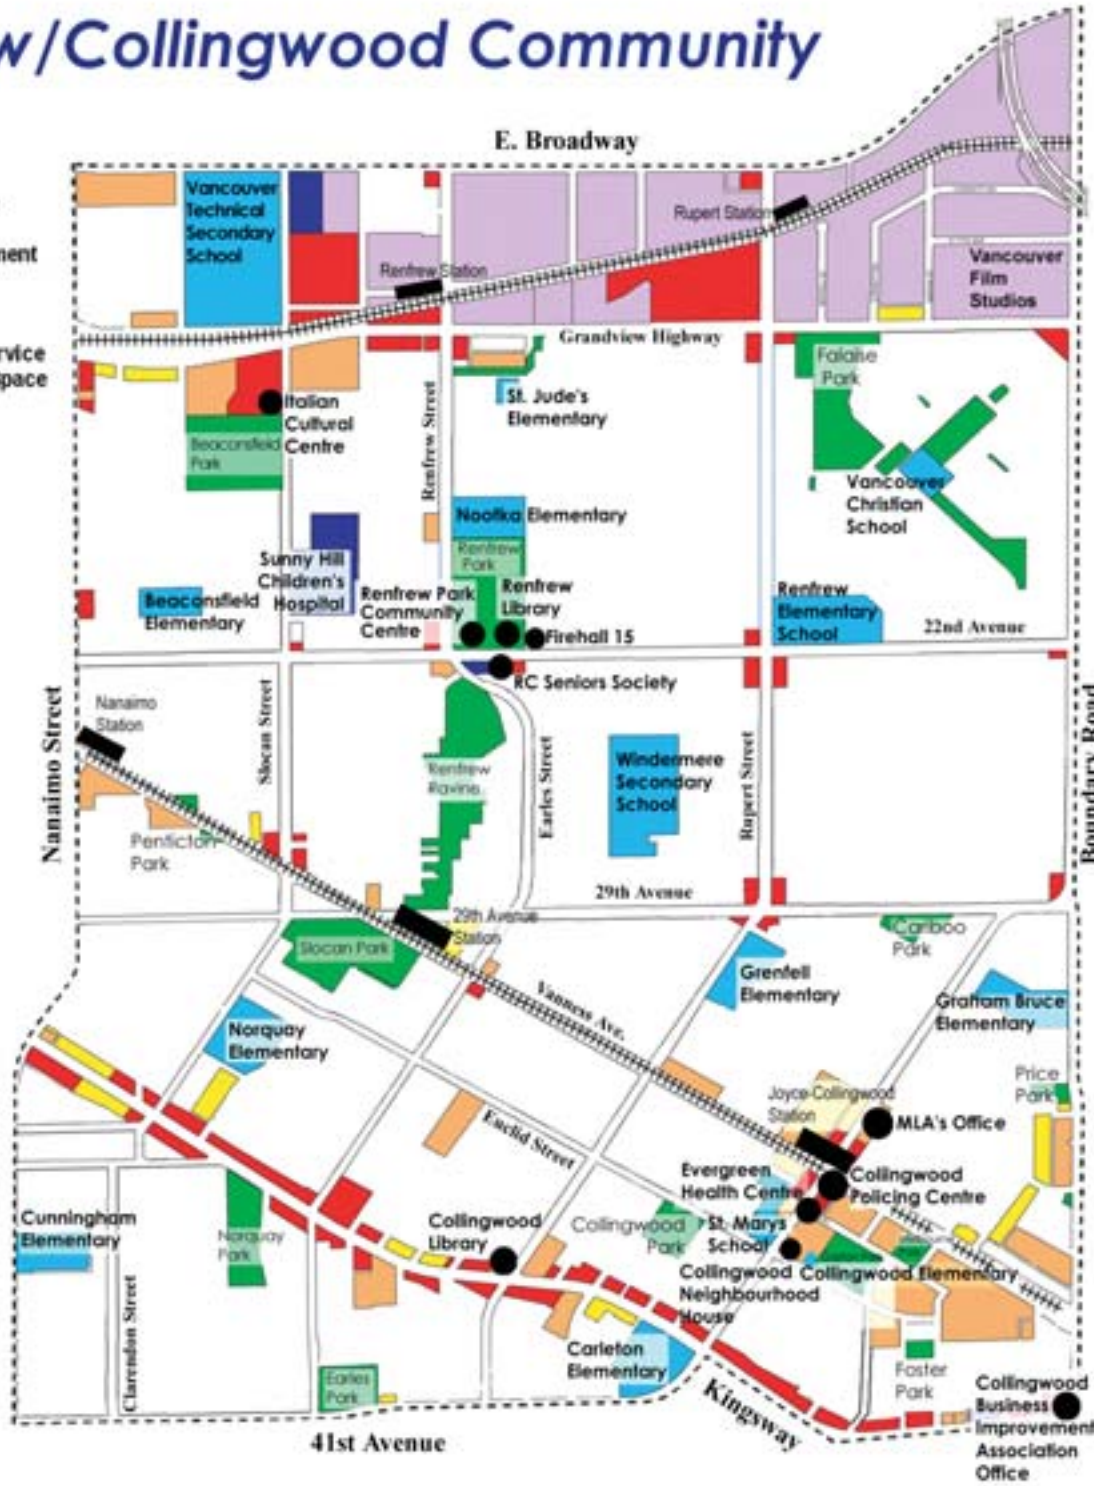 w/Collingwood Community
E. Broadway
Vancouver
Technical
Secondary
School
ment
Rupert Station
Renfrew Station
Vancouver
Film
Studios
rvice
pace
Grandview Highway
Falaise
Park
Italian
Cultural
Centre
Beaconsfield
Park
Renfrew Street
St. Jude's
Elementary
Vancouver
Christian
School
Nootka Elementary
Renfrew
Park
Sunny Hill
Children's
Hospital
Beaconsfield
Elementary
Renfrew Park
Community
Centre
Renfrew
Library
Firehall 15
Renfrew
Elementary
School
22nd Avenue
RC Seniors Society
Nanaimo Street
Nanaimo
Station
Slocan Street
Renfrew
Ravine
Earles Street
Windermere
Secondary
School
Rupert Street
Boundary Road
Penticton
Park
29th Avenue
29th Avenue
Station
Slocan Park
Cariboo
Park
Grenfell
Elementary
Graham Bruce
Elementary
Vanness Ave.
Norquay
Elementary
Price
Park
Joyce-Collingwood
Station
MLA's Office
Euclid Street
Evergreen
Health Centre
Collingwood
Policing Centre
Cunningham
Elementary
Norquay
Park
Collingwood
Library
Collingwood
Park
St. Marys
School
Collingwood
Neighbourhood
House
Collingwood Elementary
Clarendon Street
Carleton
Elementary
Earles
Park
Foster
Park
Kingsway
Collingwood
Business
Improvement
Association
Office
41st Avenue